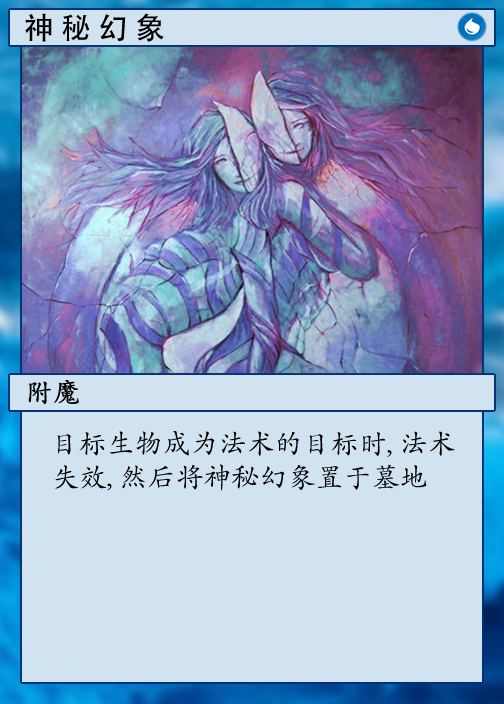 神秘幻象
附魔
目标生物成为法术的目标时,法术
失效,然后将神秘幻象置于墓地